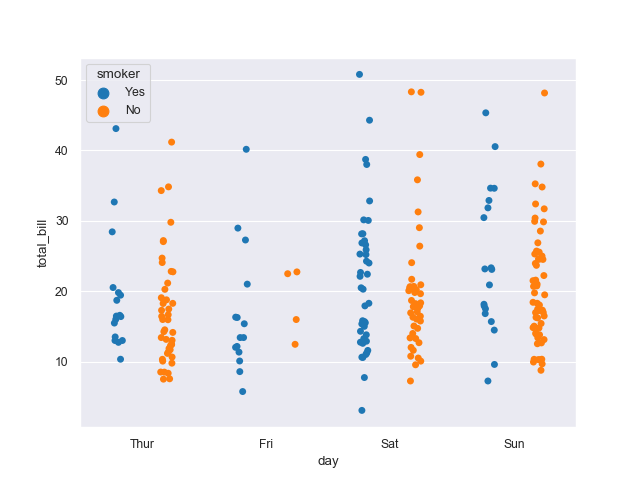 smoker
Yes
No
50
40
30
20
10
total_bill
Thur Fri Sat Sun
day